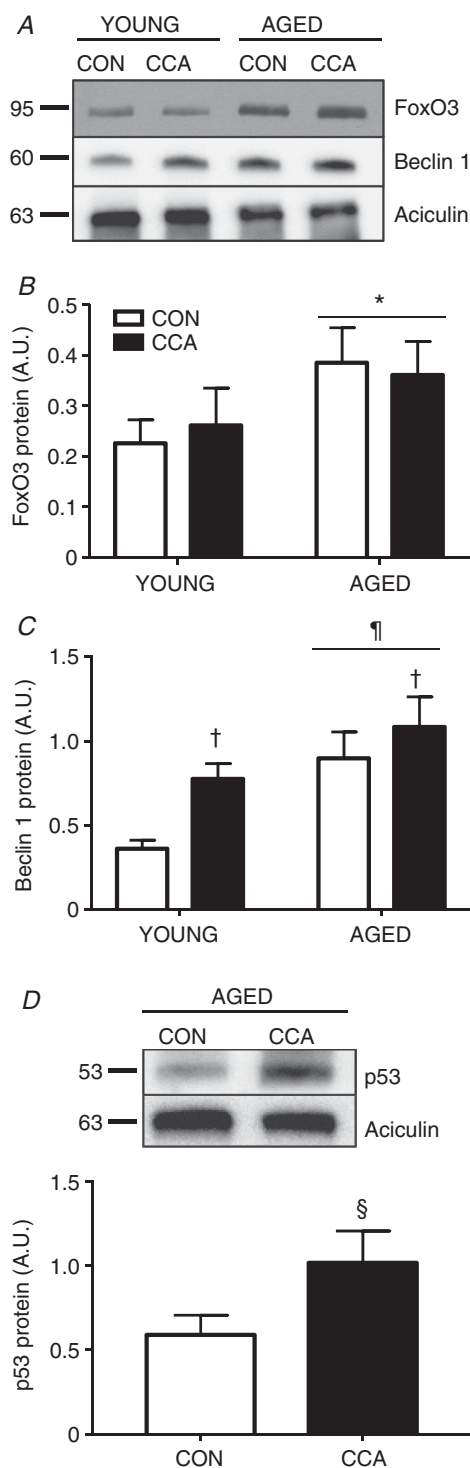 A
YOUNG AGED
CON CCA CON CCA
95 FoxO3
60 Beclin 1
63 Aciculin
B
FoxO3 protein (A.U.)
0.5
0.4
0.3
0.2
0.1
0
CON
CCA
*
YOUNG AGED
C
Beclin 1 protein (A.U.)
1.5
1.0
0.5
0
†
¶
†
YOUNG AGED
D
AGED
CON CCA
53 p53
63 Aciculin
p53 protein (A.U.)
1.5
1.0
0.5
0
§
CON CCA